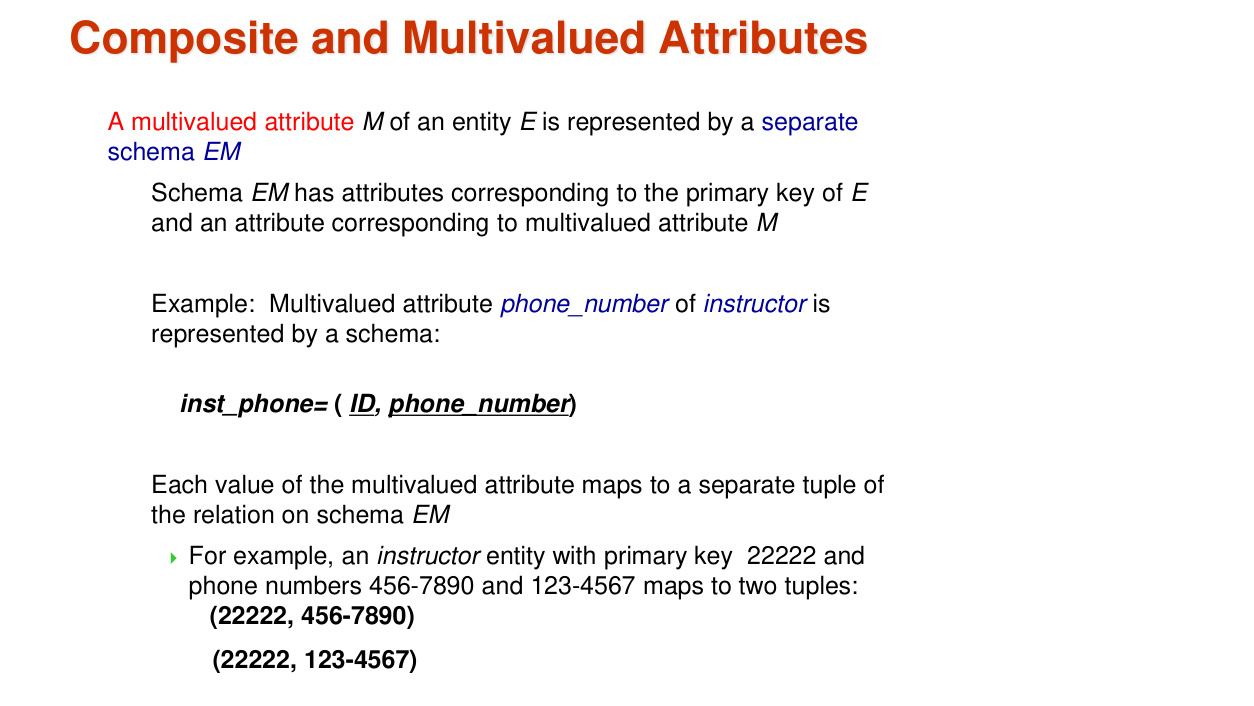 Composite and Multivalued Attributes
A multivalued attribute M of an entity E is represented by a separate
schema EM
Schema EM has attributes corresponding to the primary key of E
and an attribute corresponding to multivalued attribute M
Example:  Multivalued attribute phone_number of instructor is
represented by a schema:
inst_phone= ( ID, phone_number)
Each value of the multivalued attribute maps to a separate tuple of
the relation on schema EM
For example, an instructor entity with primary key  22222 and
phone numbers 456-7890 and 123-4567 maps to two tuples:
(22222, 456-7890)
(22222, 123-4567)